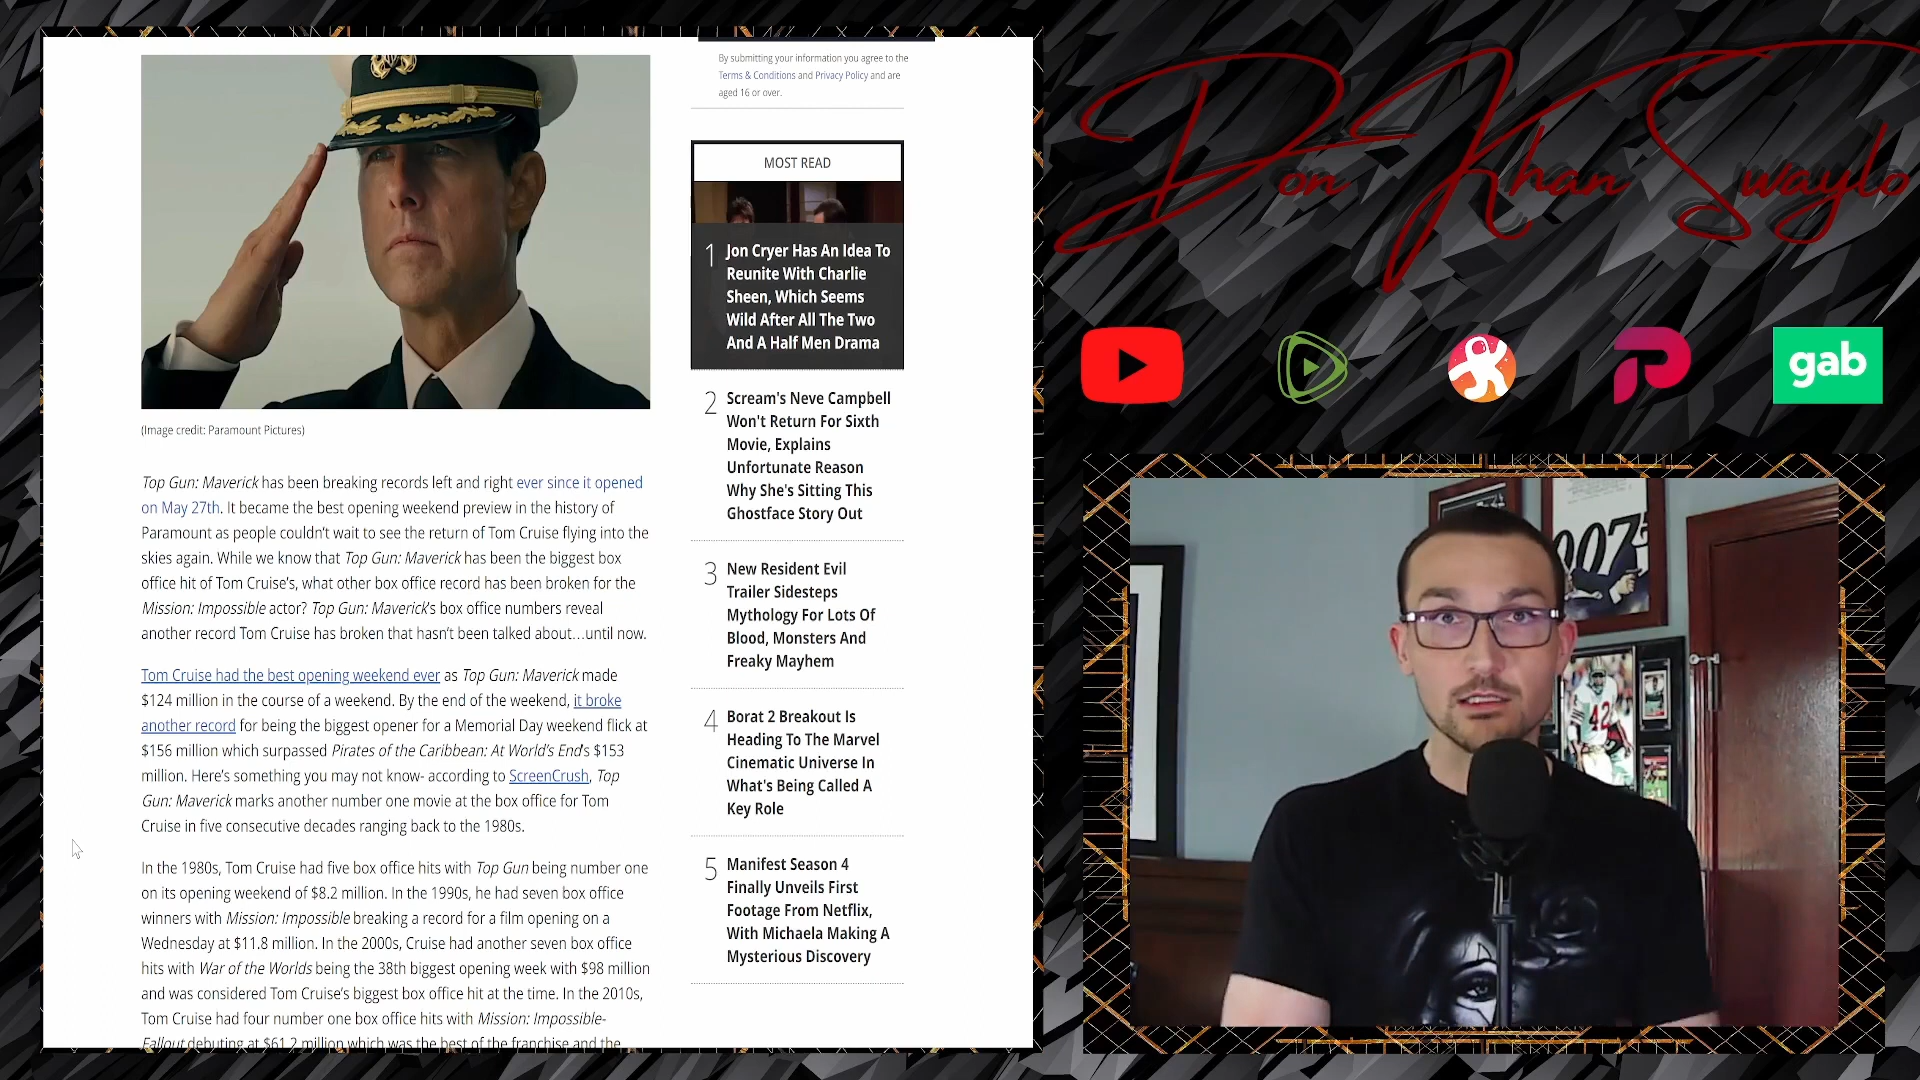 By submitting your information you agree to the
Terms & Conditions and Privacy Policy and are
aged 16 or over.
(Image credit: Paramount Pictures)
Top Gun: Maverick has been breaking records left and right ever since it opened
on May 27th. It became the best opening weekend preview in the history of
Paramount as people couldn't wait to see the return of Tom Cruise flying into the
skies again. While we know that Top Gun: Maverick has been the biggest box
office hit of Tom Cruise's, what other box office record has been broken for the
Mission: Impossible actor? Top Gun: Maverick's box office numbers reveal
another record Tom Cruise has broken that hasn't been talked about…until now.
Tom Cruise had the best opening weekend ever as Top Gun: Maverick made
$124 million in the course of a weekend. By the end of the weekend, it broke
another record for being the biggest opener for a Memorial Day weekend flick at
$156 million which surpassed Pirates of the Caribbean: At World's End's $153
million. Here's something you may not know- according to ScreenCrush, Top
Gun: Maverick marks another number one movie at the box office for Tom
Cruise in five consecutive decades ranging back to the 1980s.
In the 1980s, Tom Cruise had five box office hits with Top Gun being number one
on its opening weekend of $8.2 million. In the 1990s, he had seven box office
winners with Mission: Impossible breaking a record for a film opening on a
Wednesday at $11.8 million. In the 2000s, Cruise had another seven box office
hits with War of the Worlds being the 38th biggest opening week with $98 million
and was considered Tom Cruise's biggest box office hit at the time. In the 2010s,
Tom Cruise had four number one box office hits with Mission: Impossible-
Fallout debuting at $61.2 million which was the best of the franchise and the
MOST READ
1 Jon Cryer Has An Idea To
Reunite With Charlie
Sheen, Which Seems
Wild After All The Two
And A Half Men Drama
2 Scream's Neve Campbell
Won't Return For Sixth
Movie, Explains
Unfortunate Reason
Why She's Sitting This
Ghostface Story Out
3 New Resident Evil
Trailer Sidesteps
Mythology For Lots Of
Blood, Monsters And
Freaky Mayhem
4 Borat 2 Breakout Is
Heading To The Marvel
Cinematic Universe In
What's Being Called A
Key Role
5 Manifest Season 4
Finally Unveils First
Footage From Netflix,
With Michaela Making A
Mysterious Discovery
Don Khan Swaylo
gab
007
42